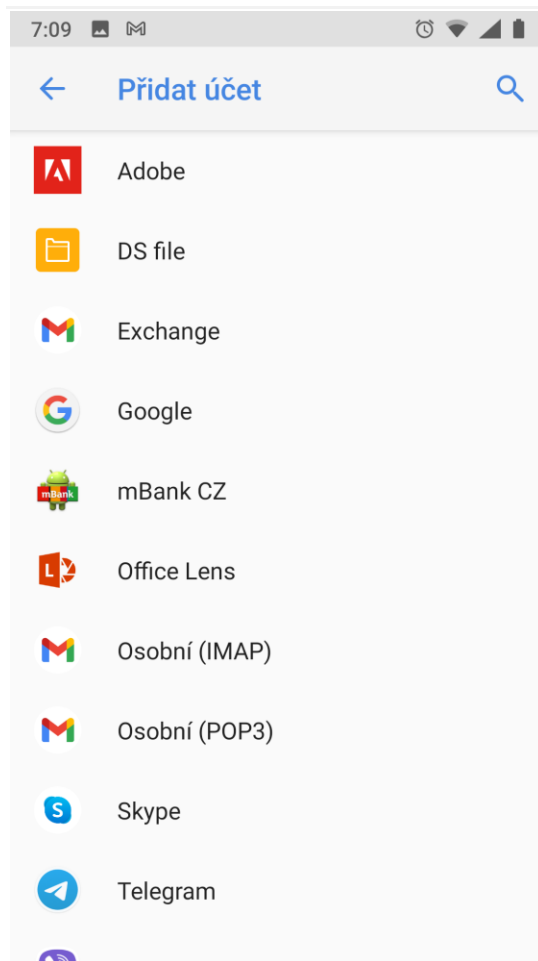 7:09
Přidat účet
Adobe
DS file
Exchange
Google
mBank
mBank CZ
L
Office Lens
Osobní (IMAP)
Osobní (POP3)
S
Skype
Telegram